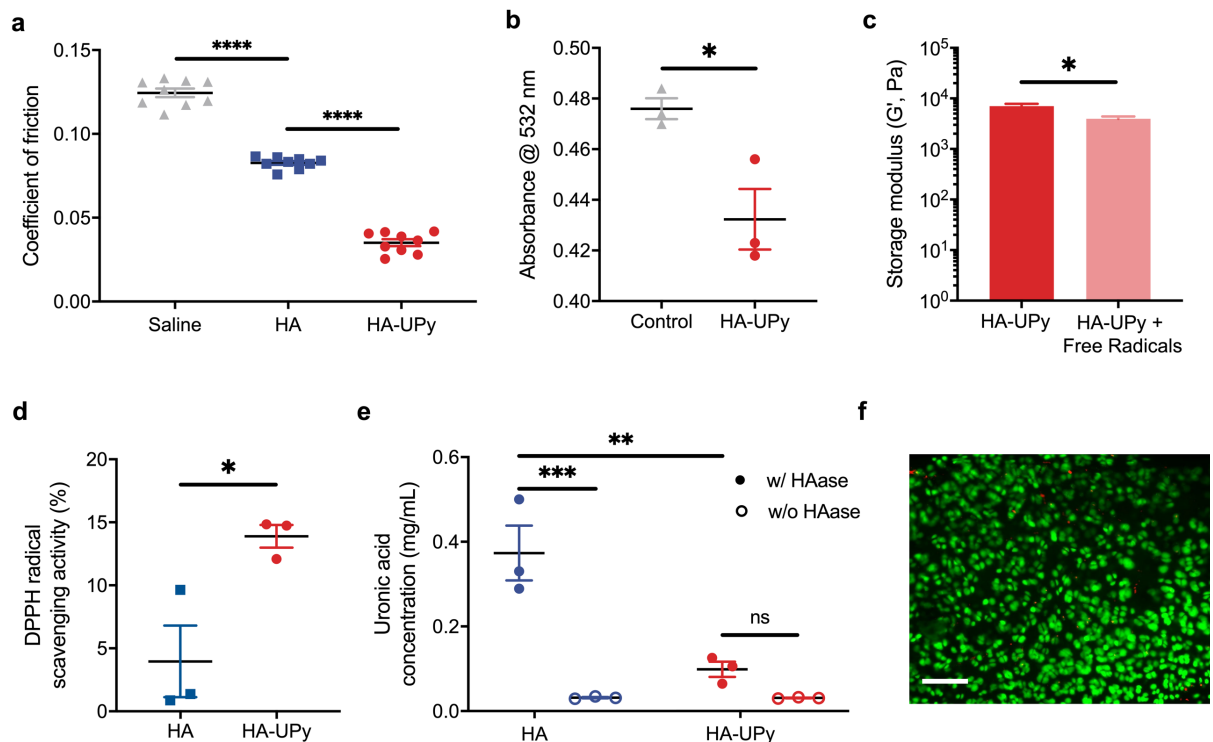 a
****
****
0.15
0.10
0.05
0.00
Coefficient of friction
Saline
HA
HA-UPy
b
*
0.50
0.48
0.46
0.44
0.42
0.40
Absorbance @ 532 nm
Control
HA-UPy
c
*
10⁵
10⁴
10³
10²
10¹
10⁰
Storage modulus (G', Pa)
HA-UPy
HA-UPy +
Free Radicals
d
*
20
15
10
5
0
DPPH radical
scavenging activity (%)
HA
HA-UPy
e
**
***
ns
w/ HAase
w/o HAase
0.6
0.4
0.2
0.0
Uronic acid
concentration (mg/mL)
HA
HA-UPy
f